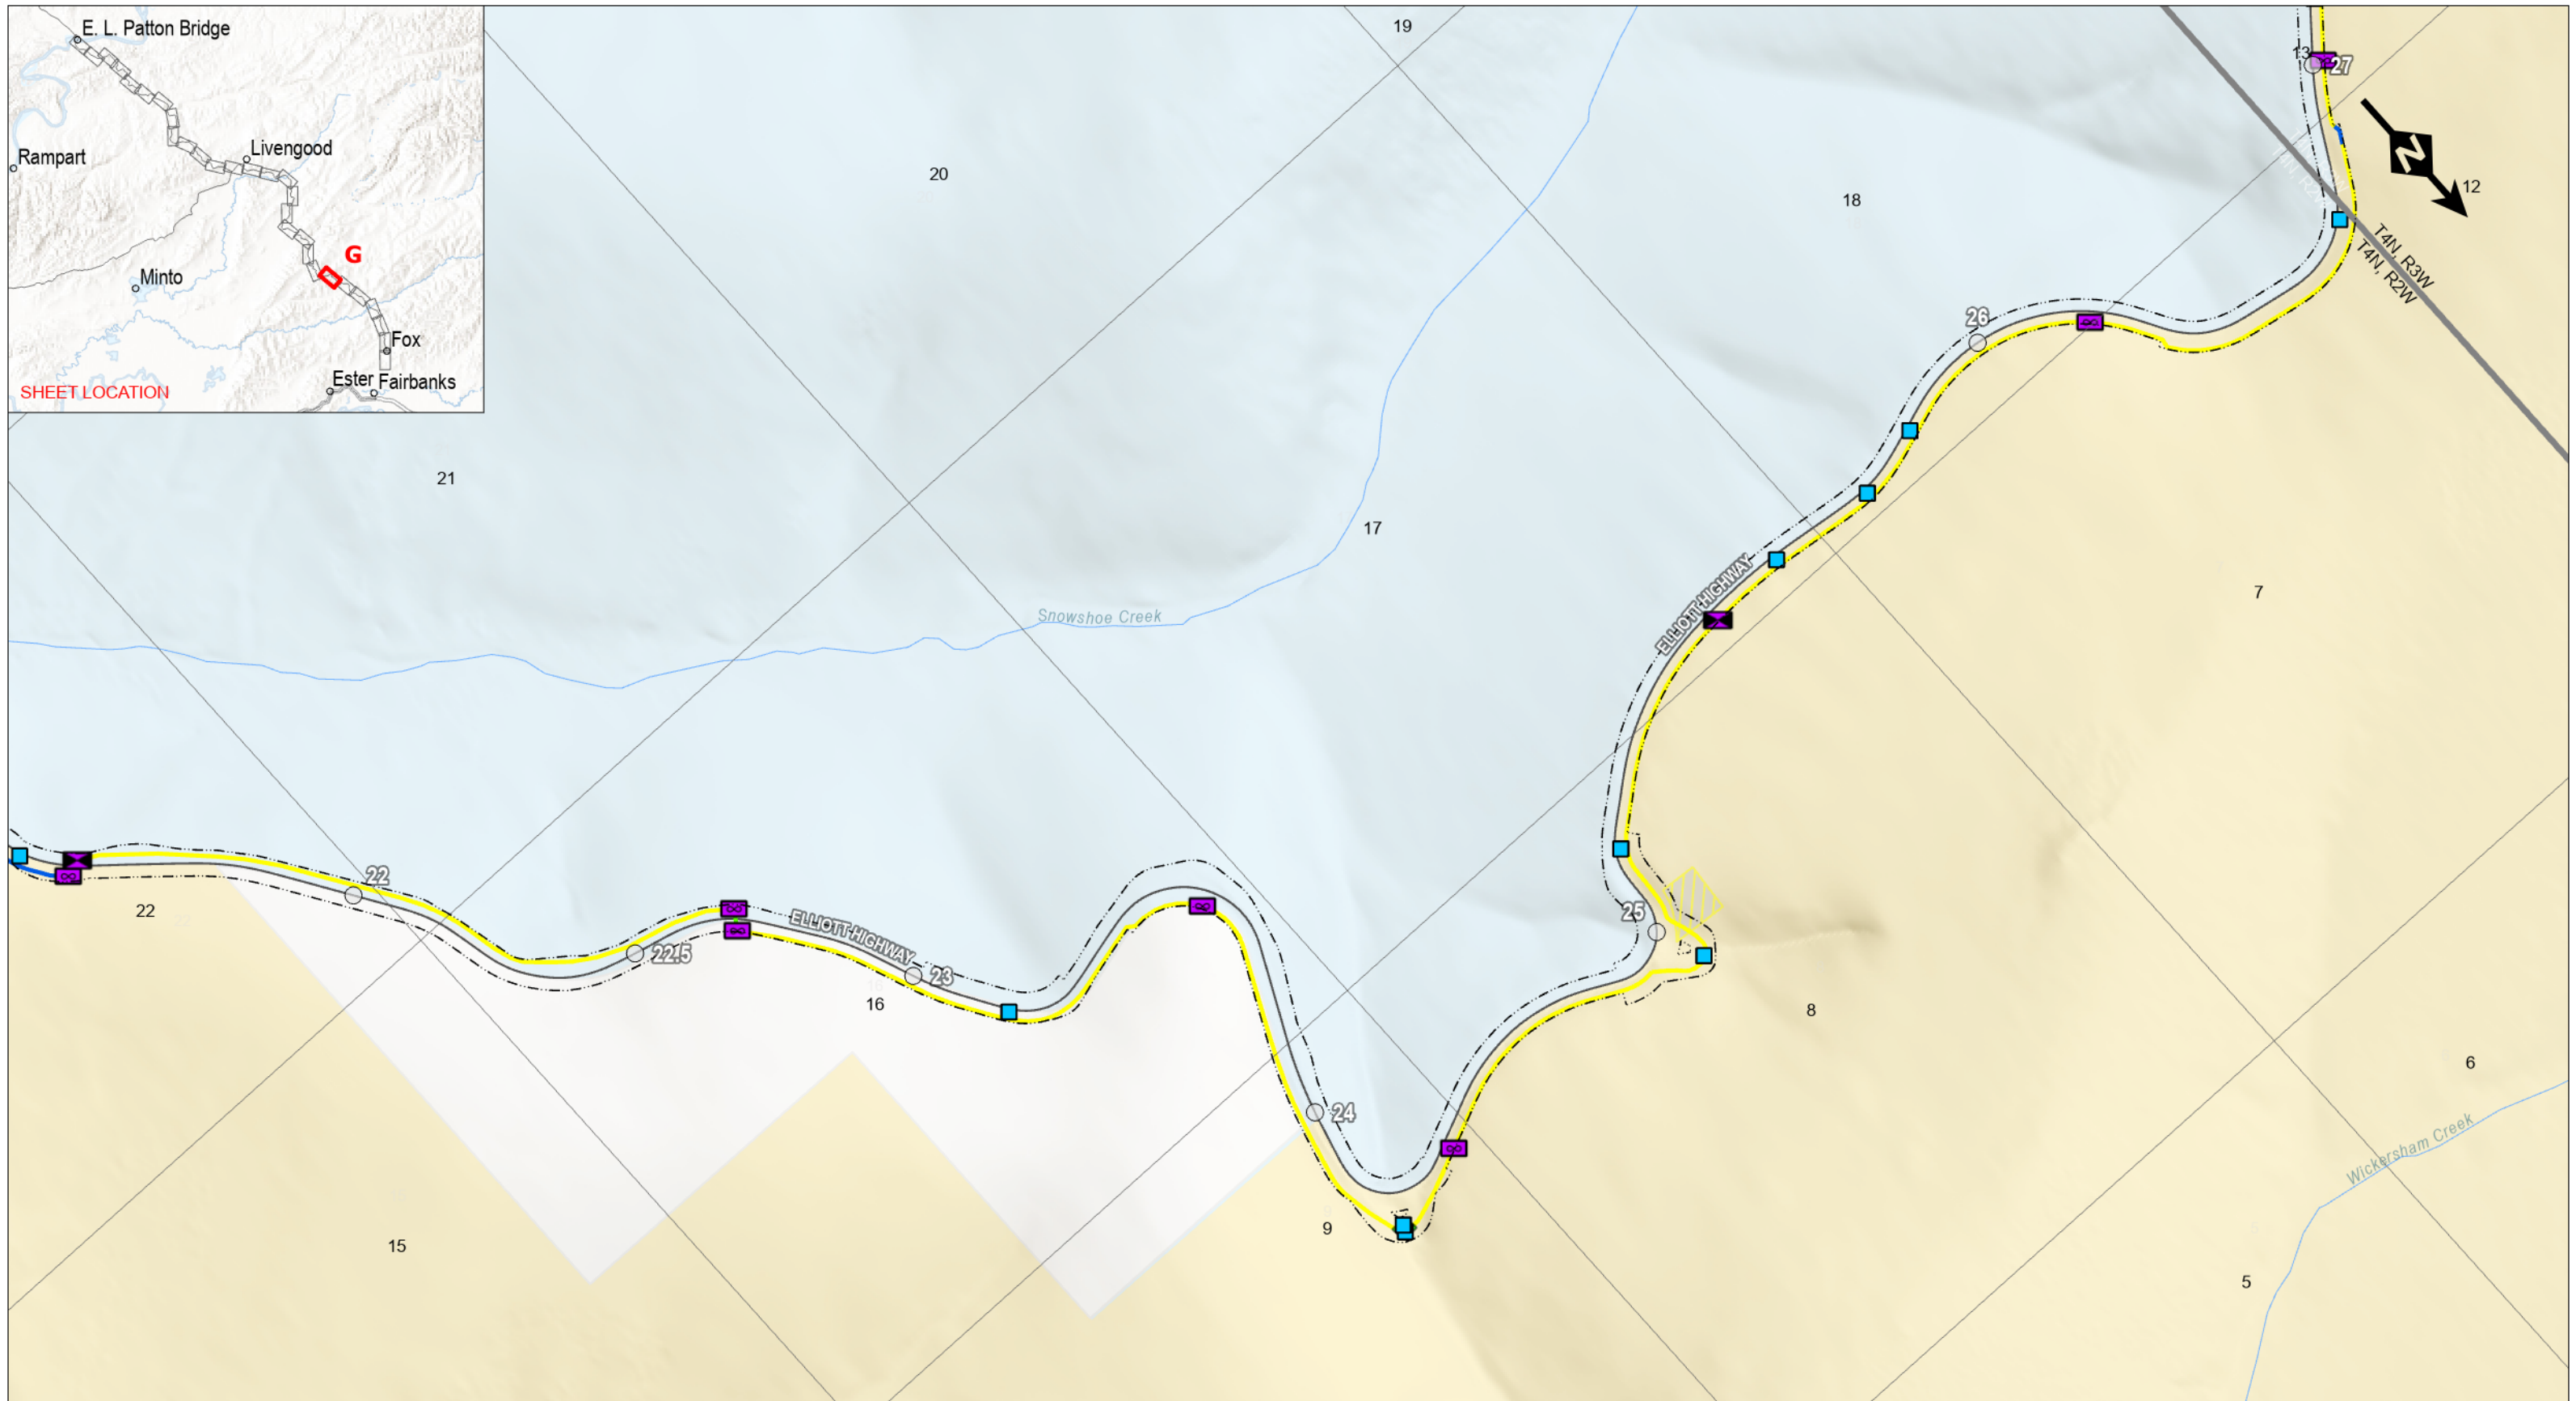 E. L. Patton Bridge
Rampart
Livengood
G
Minto
Fox
Ester
Fairbanks
SHEET LOCATION
19
13
27
N
12
20
18
T4N, R3W
T4N, R2W
26
21
17
7
Snowshoe Creek
ELLIOTT HIGHWAY
22
22
22.5
ELLIOTT HIGHWAY
23
16
25
8
24
6
Wickersham Creek
9
15
5